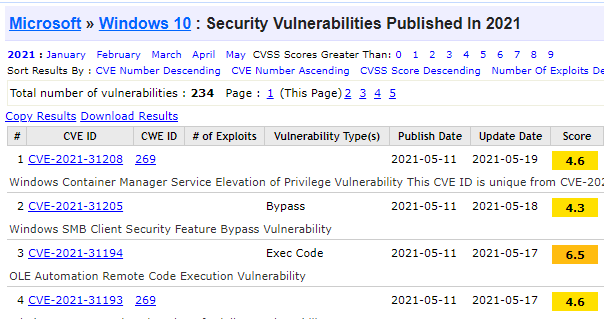 Microsoft » Windows 10 : Security Vulnerabilities Published In 2021
2021 : January February March April May CVSS Scores Greater Than: 0 1 2 3 4 5 6 7 8 9
Sort Results By : CVE Number Descending CVE Number Ascending CVSS Score Descending Number Of Exploits De
Total number of vulnerabilities : 234 Page : 1 (This Page) 2 3 4 5
Copy Results Download Results
# CVE ID CWE ID # of Exploits Vulnerability Type(s) Publish Date Update Date Score
1 CVE-2021-31208 269 2021-05-11 2021-05-19 4.6
Windows Container Manager Service Elevation of Privilege Vulnerability This CVE ID is unique from CVE-202
2 CVE-2021-31205 Bypass 2021-05-11 2021-05-18 4.3
Windows SMB Client Security Feature Bypass Vulnerability
3 CVE-2021-31194 Exec Code 2021-05-11 2021-05-17 6.5
OLE Automation Remote Code Execution Vulnerability
4 CVE-2021-31193 269 2021-05-11 2021-05-17 4.6